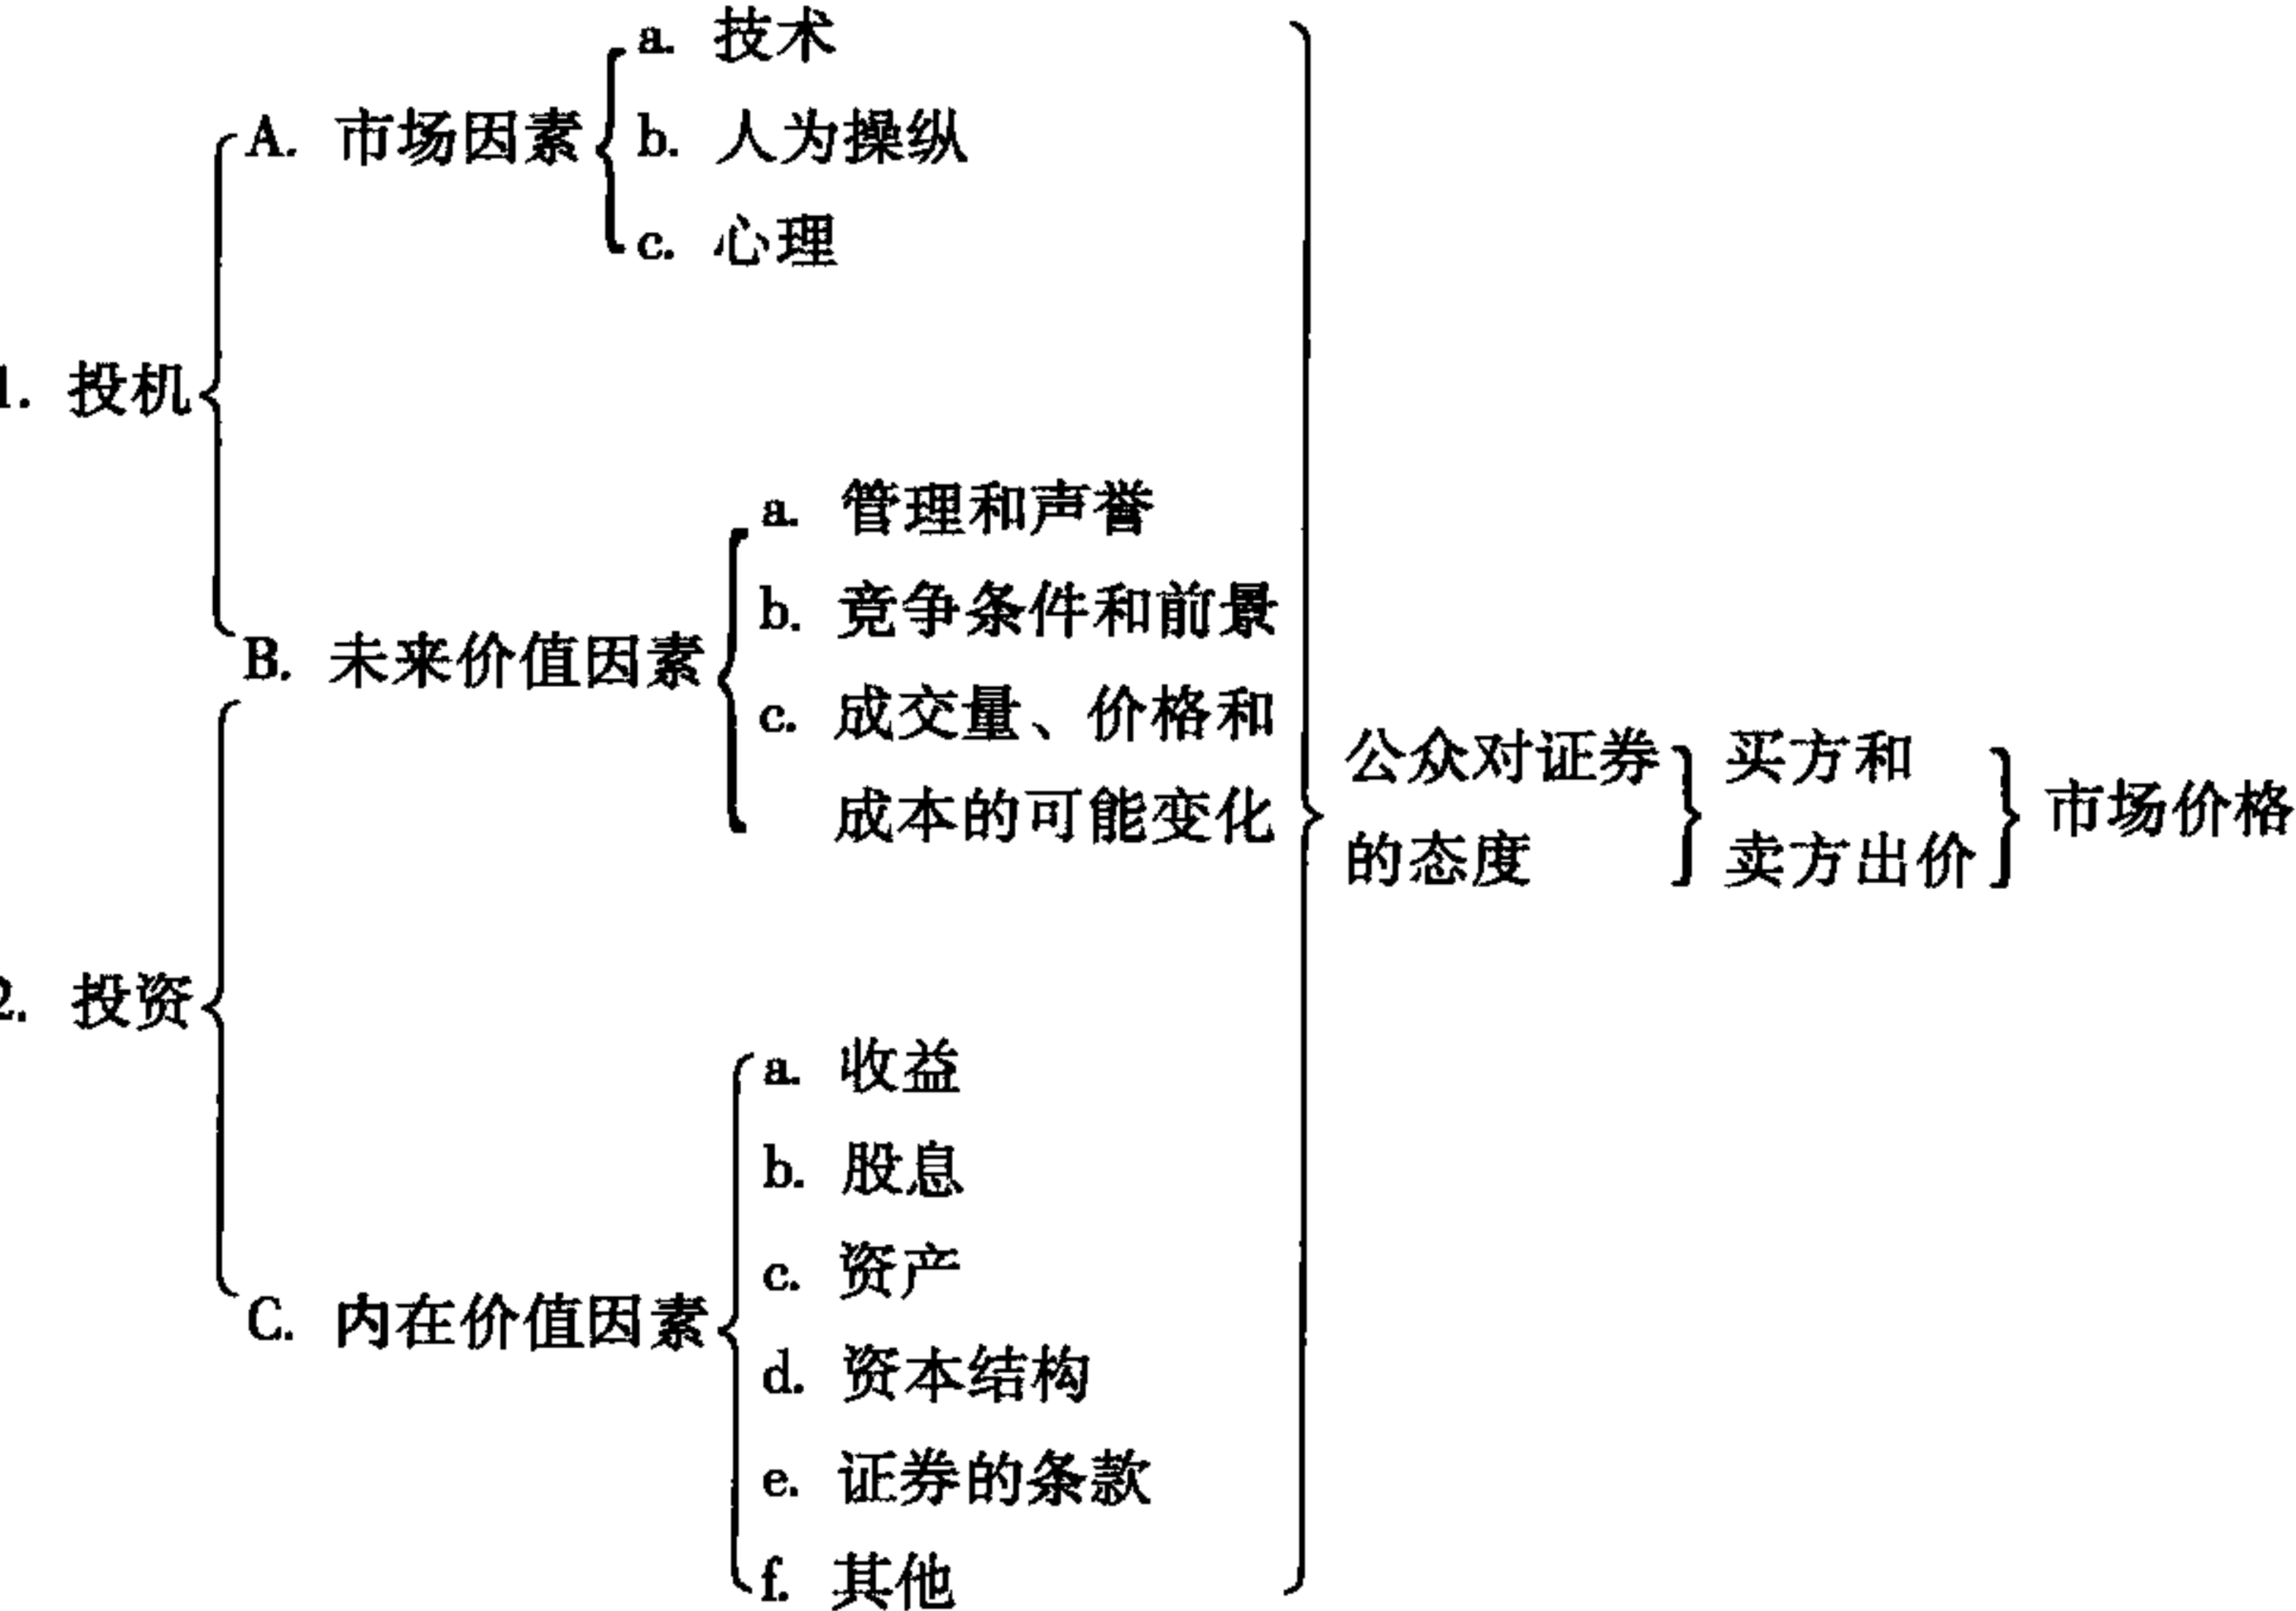 1. 投机
A. 市场因素
a. 技术
b. 人为操纵
c. 心理
B. 未来价值因素
a. 管理和声誉
b. 竞争条件和前景
c. 成交量、价格和
成本的可能变化
2. 投资
C. 内在价值因素
a. 收益
b. 股息
c. 资产
d. 资本结构
e. 证券的条款
f. 其他
公众对证券
的态度
买方和
卖方出价
市场价格